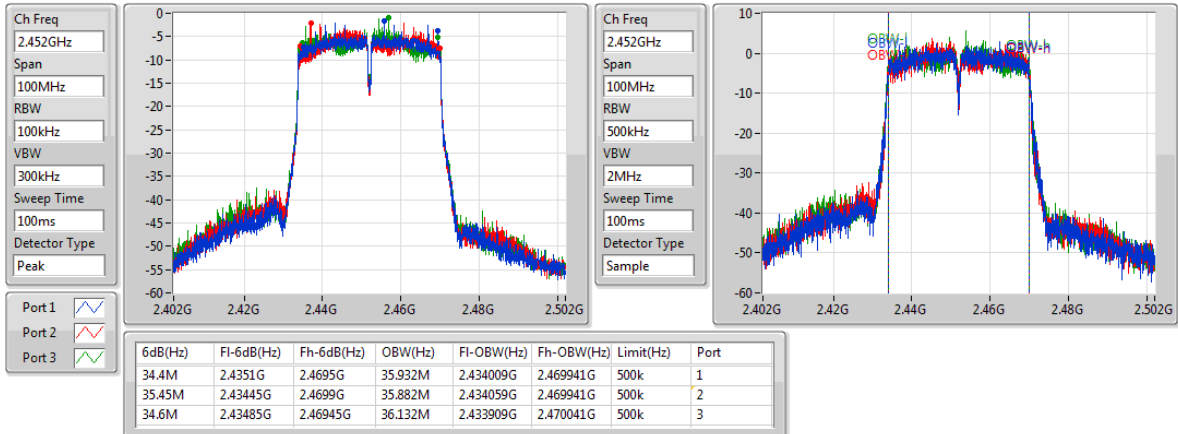 Ch Freq
2.452GHz
Span
100MHz
RBW
100kHz
VBW
300kHz
Sweep Time
100ms
Detector Type
Peak
Port 1
Port 2
Port 3
0
-5
-10
-15
-20
-25
-30
-35
-40
-45
-50
-55
-60
2.402G
2.42G
2.44G
2.46G
2.48G
2.502G
Ch Freq
2.452GHz
Span
100MHz
RBW
500kHz
VBW
2MHz
Sweep Time
100ms
Detector Type
Sample
10
0
-10
-20
-30
-40
-50
-60
2.402G
2.42G
2.44G
2.46G
2.48G
2.502G
OBW-l
OBW-h
6dB(Hz) Fl-6dB(Hz) Fh-6dB(Hz) OBW(Hz) Fl-OBW(Hz) Fh-OBW(Hz) Limit(Hz) Port
34.4M 2.4351G 2.4695G 35.932M 2.434009G 2.469941G 500k 1
35.45M 2.43445G 2.4699G 35.882M 2.434059G 2.469941G 500k 2
34.6M 2.43485G 2.46945G 36.132M 2.433909G 2.470041G 500k 3